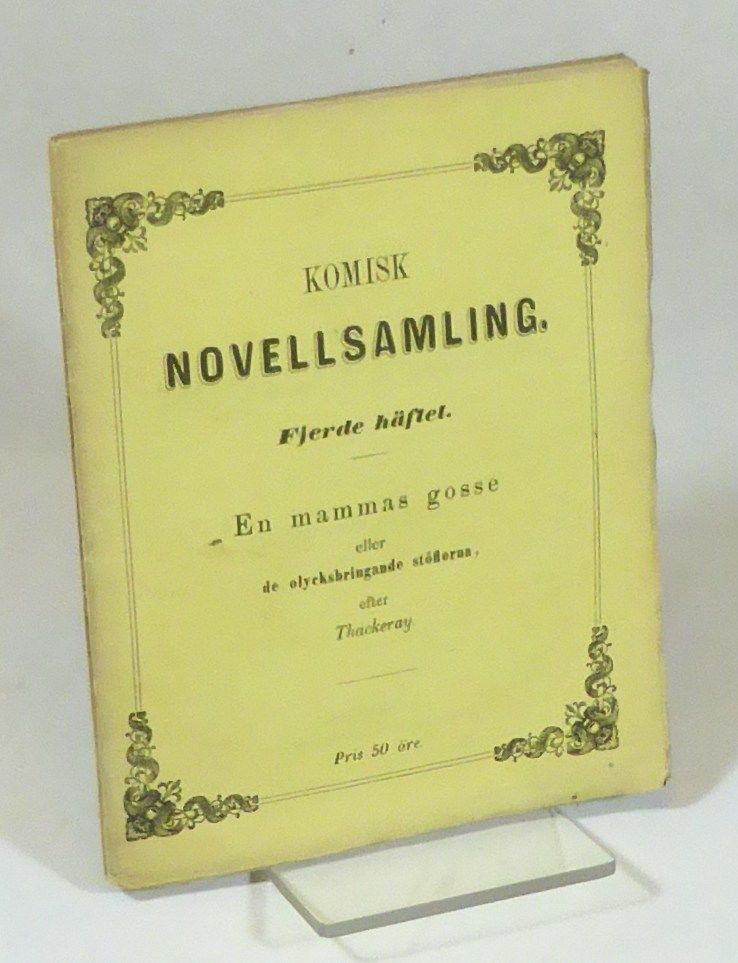 KOMISK
NOVELLSAMLING.
Fjerde häftet.
En mammas gosse
eller
de olycksbringande stöflorna,
efter
Thackeray.
Pris 50 öre.